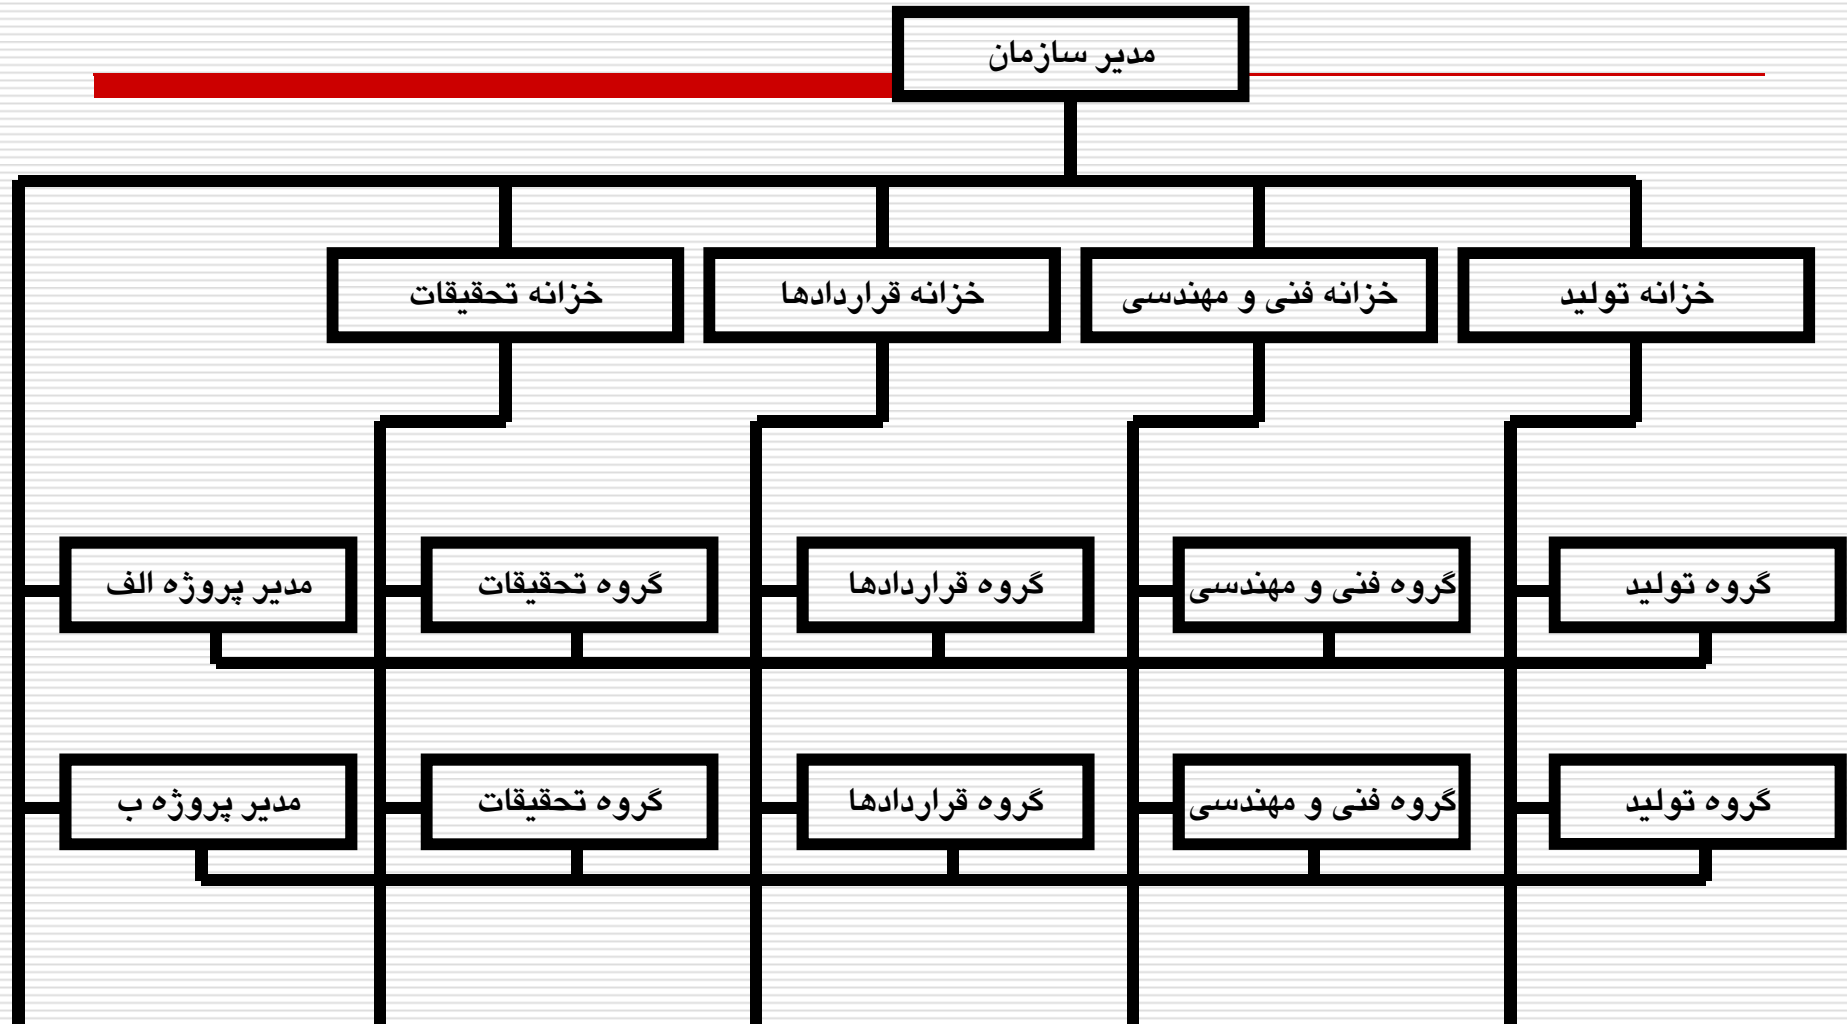 مدیر سازمان
خزانه تولید
خزانه فنی و مهندسی
خزانه قراردادها
خزانه تحقیقات
گروه تولید
گروه فنی و مهندسی
گروه قراردادها
گروه تحقیقات
مدیر پروژه الف
گروه تولید
گروه فنی و مهندسی
گروه قراردادها
گروه تحقیقات
مدیر پروژه ب